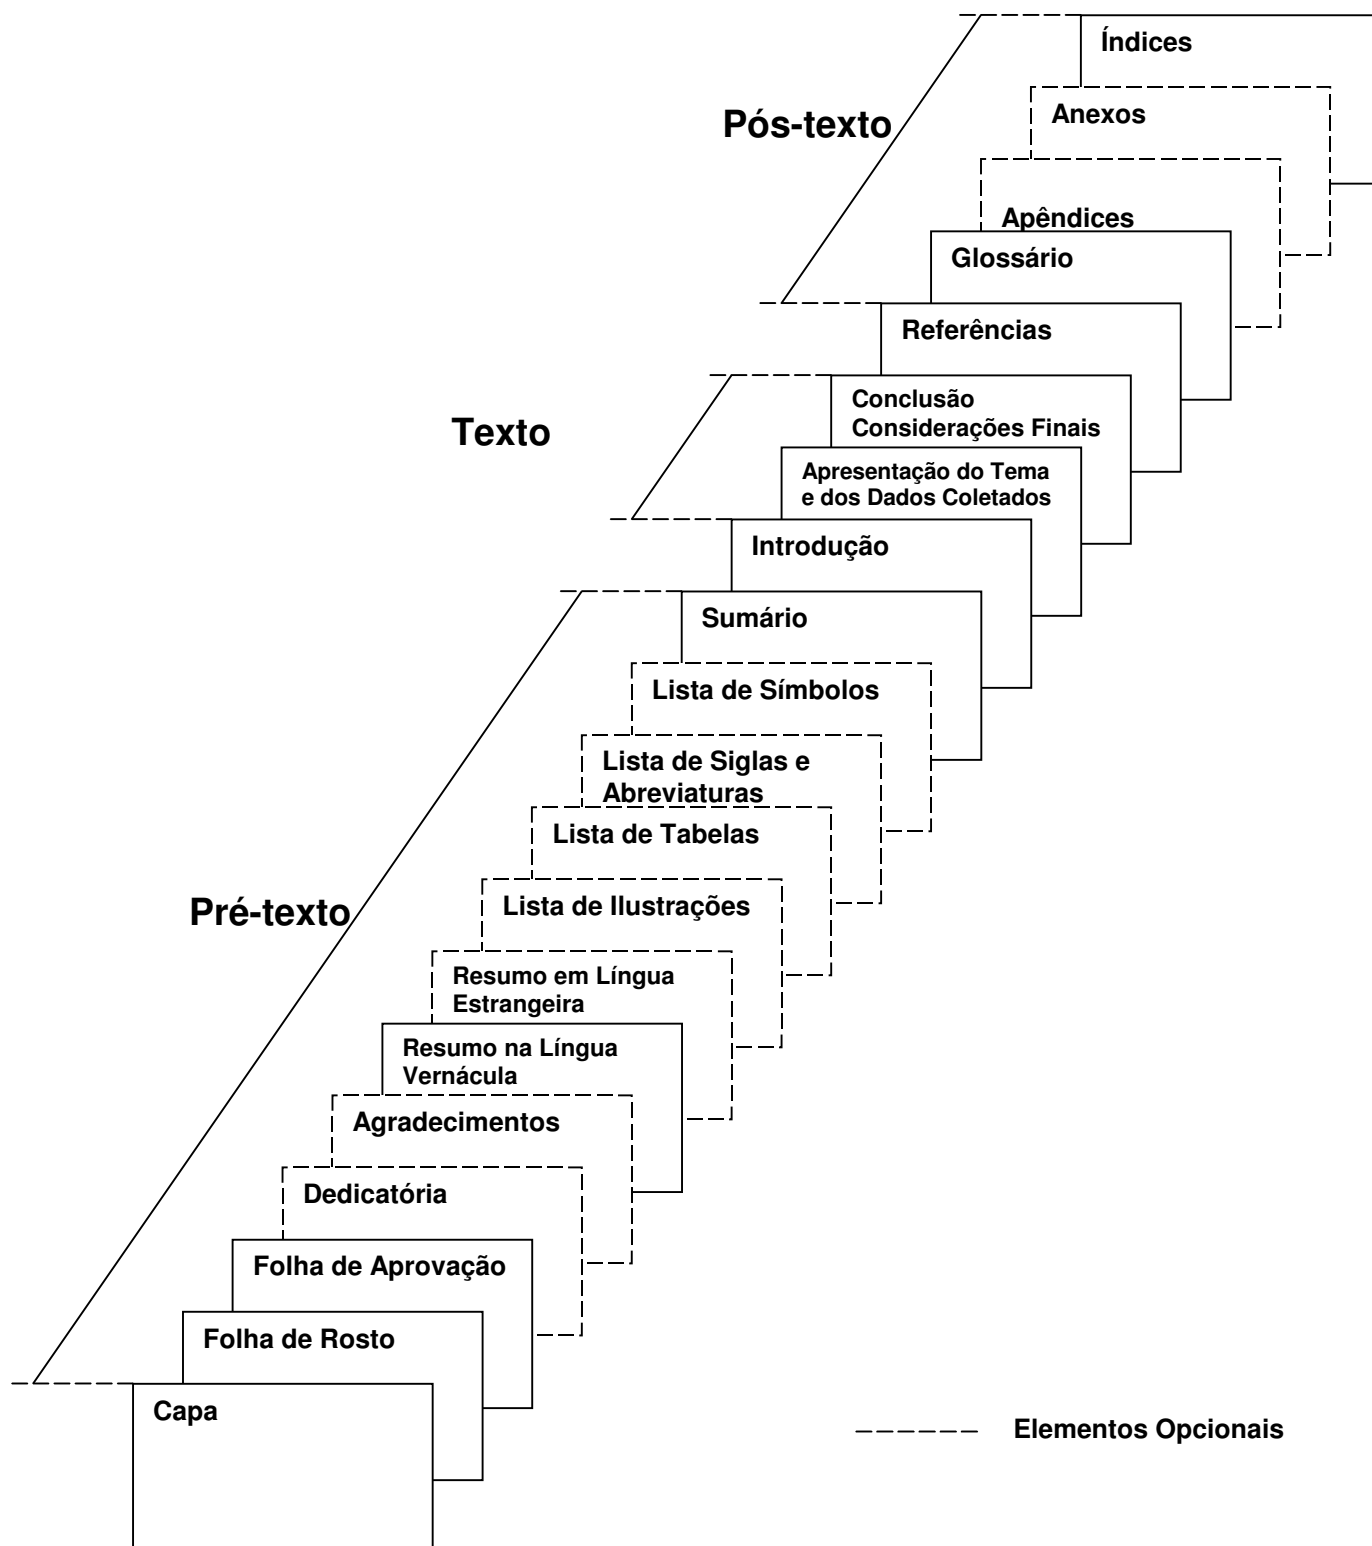 Índices
Anexos
Pós-texto
Apêndices
Glossário
Referências
Conclusão
Considerações Finais
Texto
Apresentação do Tema
e dos Dados Coletados
Introdução
Sumário
Lista de Símbolos
Lista de Siglas e
Abreviaturas
Lista de Tabelas
Pré-texto
Lista de Ilustrações
Resumo em Língua
Estrangeira
Resumo na Língua
Vernácula
Agradecimentos
Dedicatória
Folha de Aprovação
Folha de Rosto
Capa
Elementos Opcionais